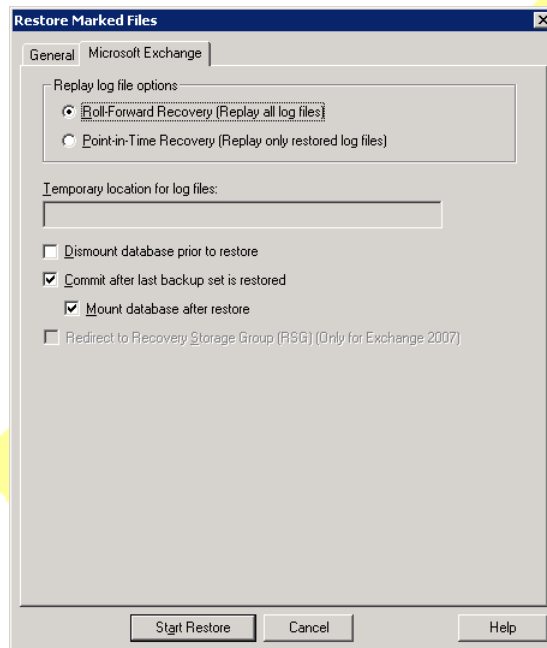 Restore Marked Files
General
Microsoft Exchange
Replay log file options
Roll-Forward Recovery (Replay all log files)
Point-in-Time Recovery (Replay only restored log files)
Temporary location for log files:
Dismount database prior to restore
Commit after last backup set is restored
Mount database after restore
Redirect to Recovery Storage Group (RSG) (Only for Exchange 2007)
Start Restore
Cancel
Help